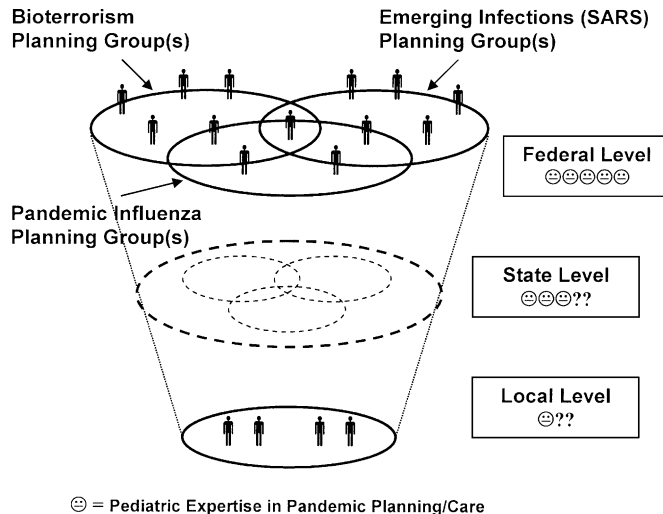 Bioterrorism
Planning Group(s)
Emerging Infections (SARS)
Planning Group(s)
Federal Level
😐😐😐😐😐
Pandemic Influenza
Planning Group(s)
State Level
😐😐😐??
Local Level
😐??
😐 = Pediatric Expertise in Pandemic Planning/Care